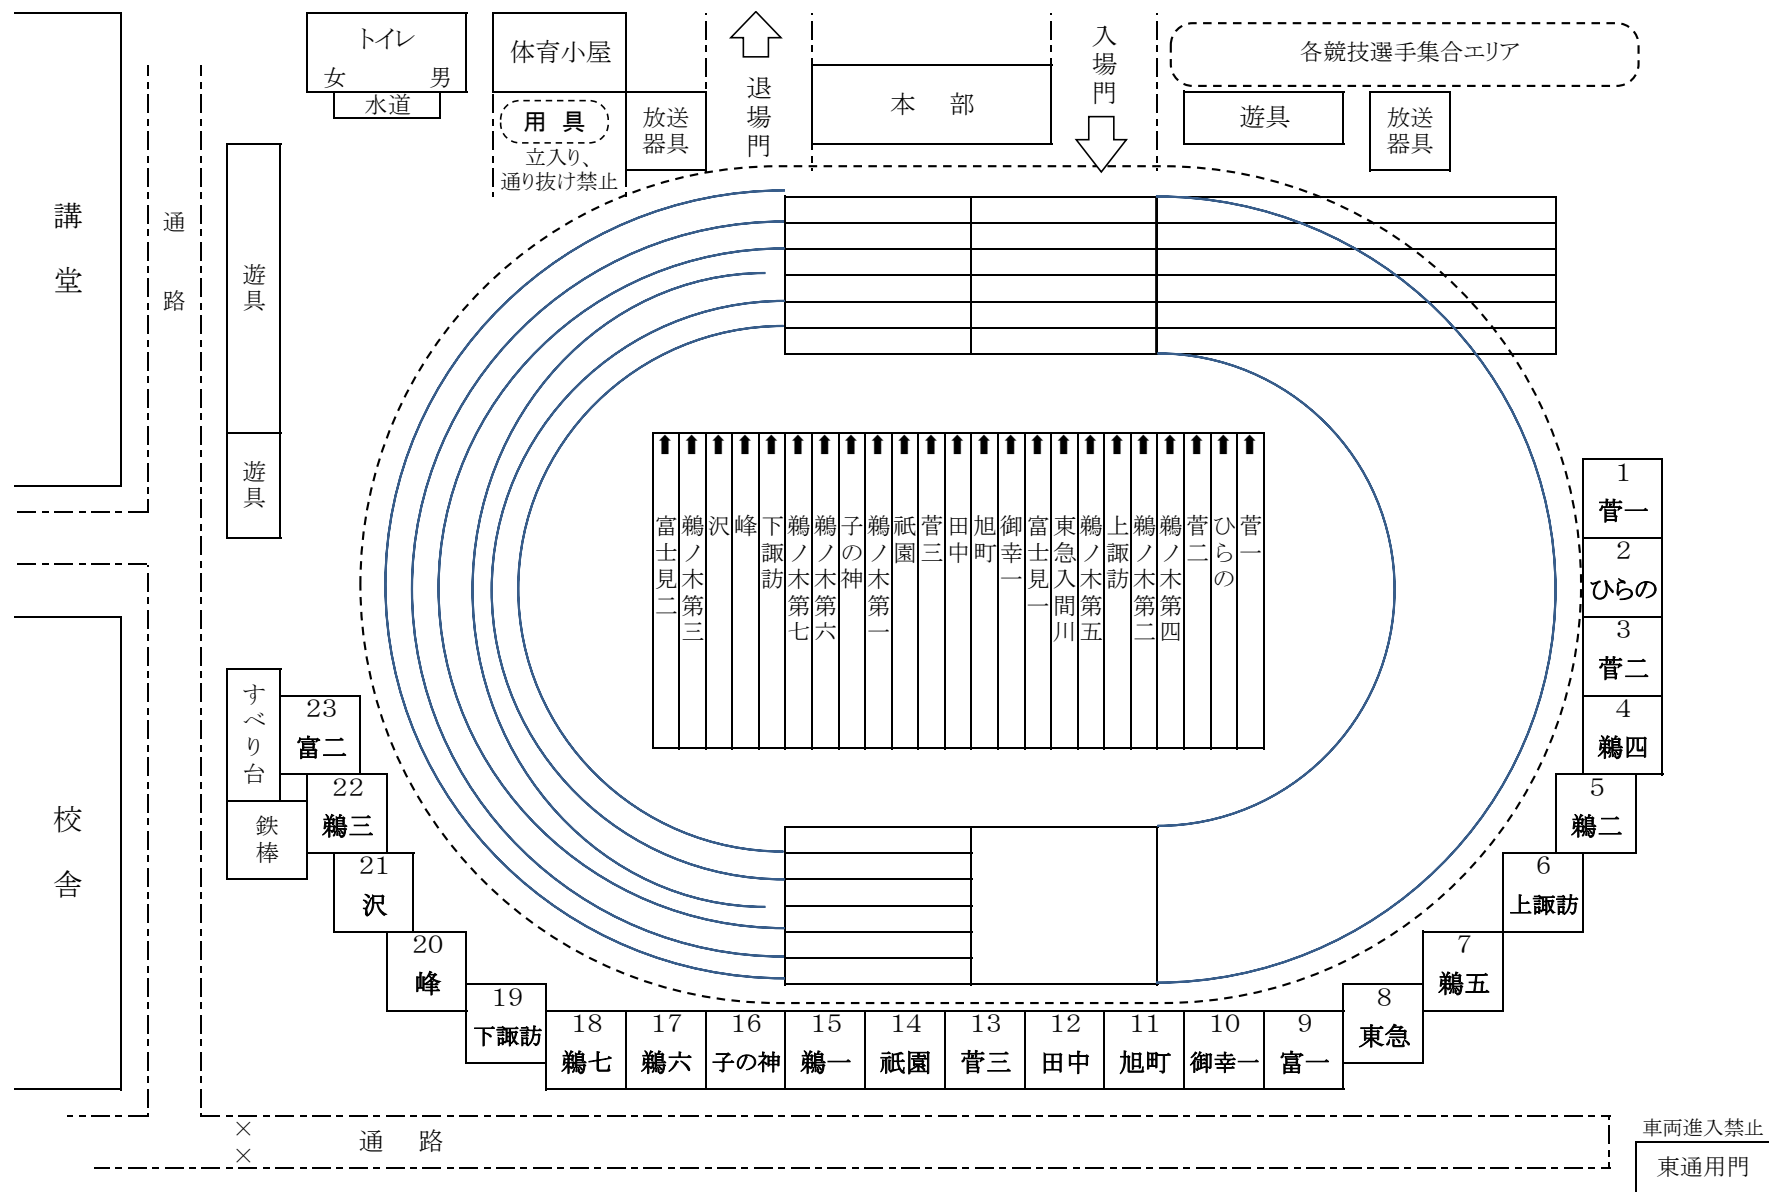 トイレ
女 男
水道
体育小屋
用 具
立入り、
通り抜け禁止
放送
器具
退場門
本 部
入場門
各競技選手集合エリア
遊具
放送
器具
講 堂
通 路
遊具
遊具
富士見二
鵜ノ木第三
沢
峰
下諏訪
鵜ノ木第七
鵜ノ木第六
子の神
鵜ノ木第一
祇園
菅三
田中
旭町
御幸一
富士見一
東急入間川
鵜ノ木第五
上諏訪
鵜ノ木第二
鵜ノ木第四
菅二
ひらの
菅一
1
菅一
2
ひらの
3
菅二
4
鵜四
5
鵜二
6
上諏訪
7
鵜五
8
東急
9
富一
10
御幸一
11
旭町
12
田中
13
菅三
14
祇園
15
鵜一
16
子の神
17
鵜六
18
鵜七
19
下諏訪
20
峰
21
沢
22
鵜三
23
富二
すべり台
鉄棒
校 舎
×
×
通 路
車両進入禁止
東通用門